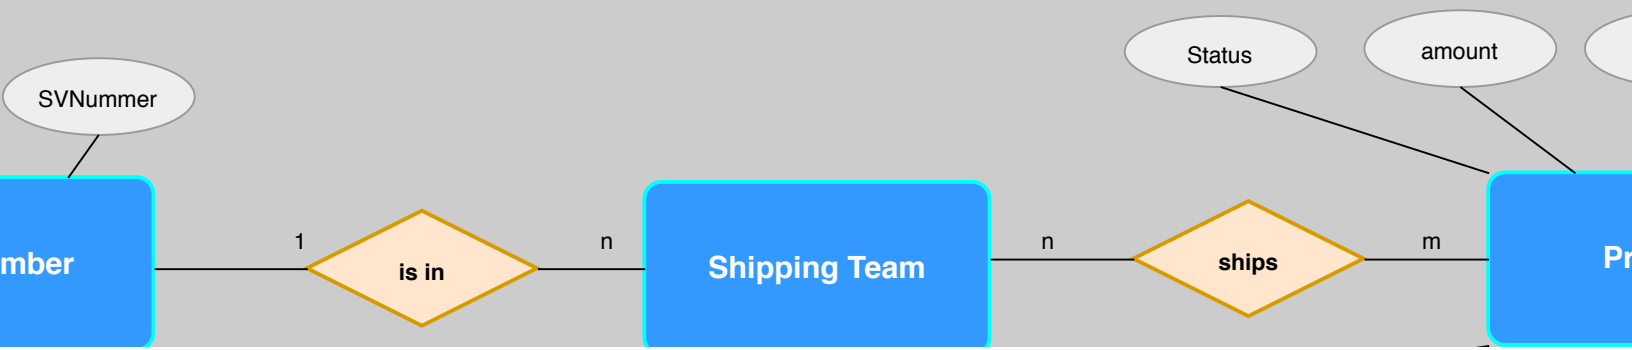 Status
amount
SVNummer
1
n
n
m
mber
is in
Shipping Team
ships
Pr